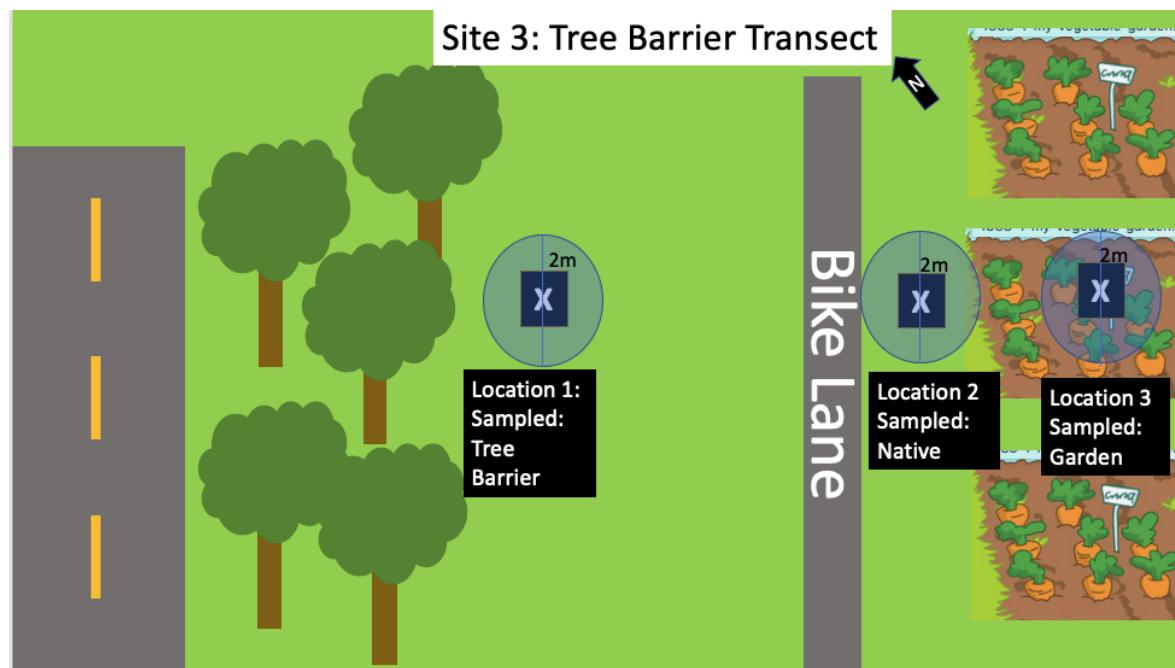 Site 3: Tree Barrier Transect
N
2m
X
Location 1:
Sampled:
Tree
Barrier
Bike Lane
2m
X
Location 2
Sampled:
Native
2m
X
Location 3
Sampled:
Garden